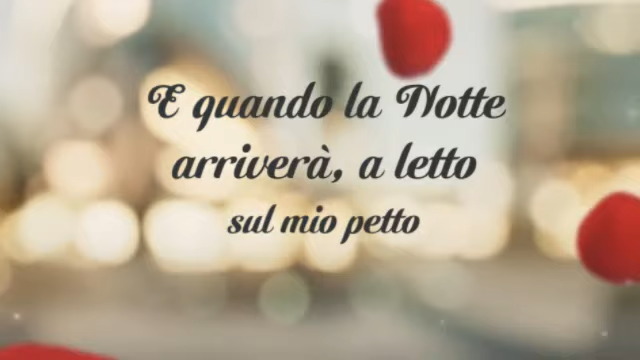 E quando la Notte
arriverà, a letto
sul mio petto